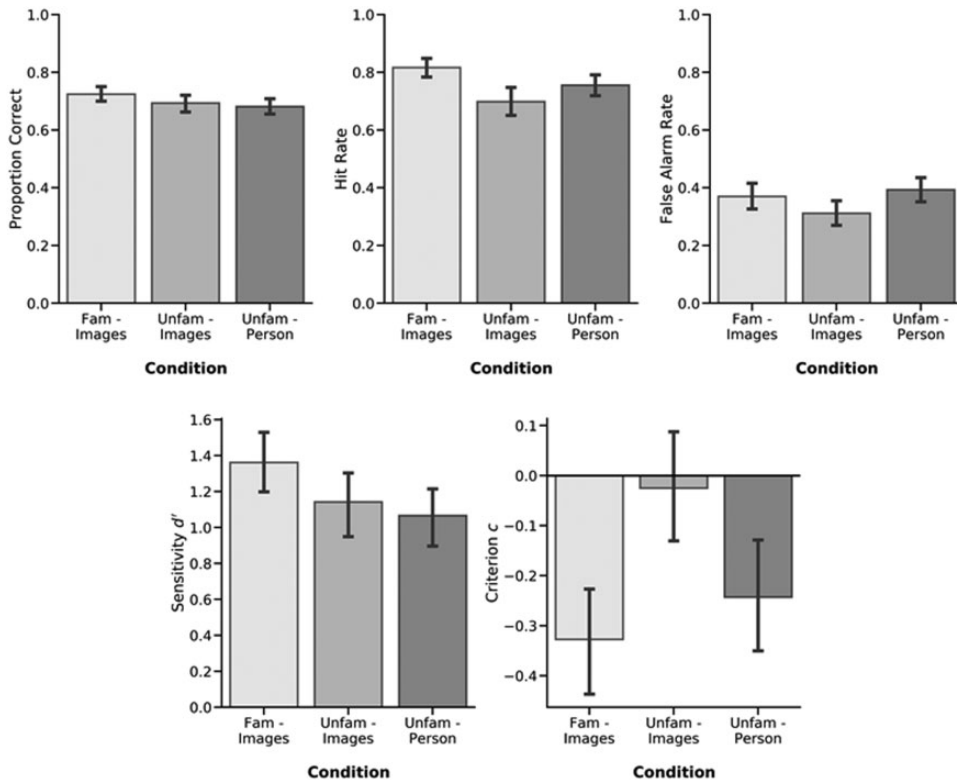 1.0
0.8
0.6
0.4
0.2
0.0
Proportion Correct
Fam -
Images
Unfam -
Images
Unfam -
Person
Condition
1.0
0.8
0.6
0.4
0.2
0.0
Hit Rate
Fam -
Images
Unfam -
Images
Unfam -
Person
Condition
1.0
0.8
0.6
0.4
0.2
0.0
False Alarm Rate
Fam -
Images
Unfam -
Images
Unfam -
Person
Condition
1.6
1.4
1.2
1.0
0.8
0.6
0.4
0.2
0.0
Sensitivity d′
Fam -
Images
Unfam -
Images
Unfam -
Person
Condition
0.1
0.0
−0.1
−0.2
−0.3
−0.4
Criterion c
Fam -
Images
Unfam -
Images
Unfam -
Person
Condition